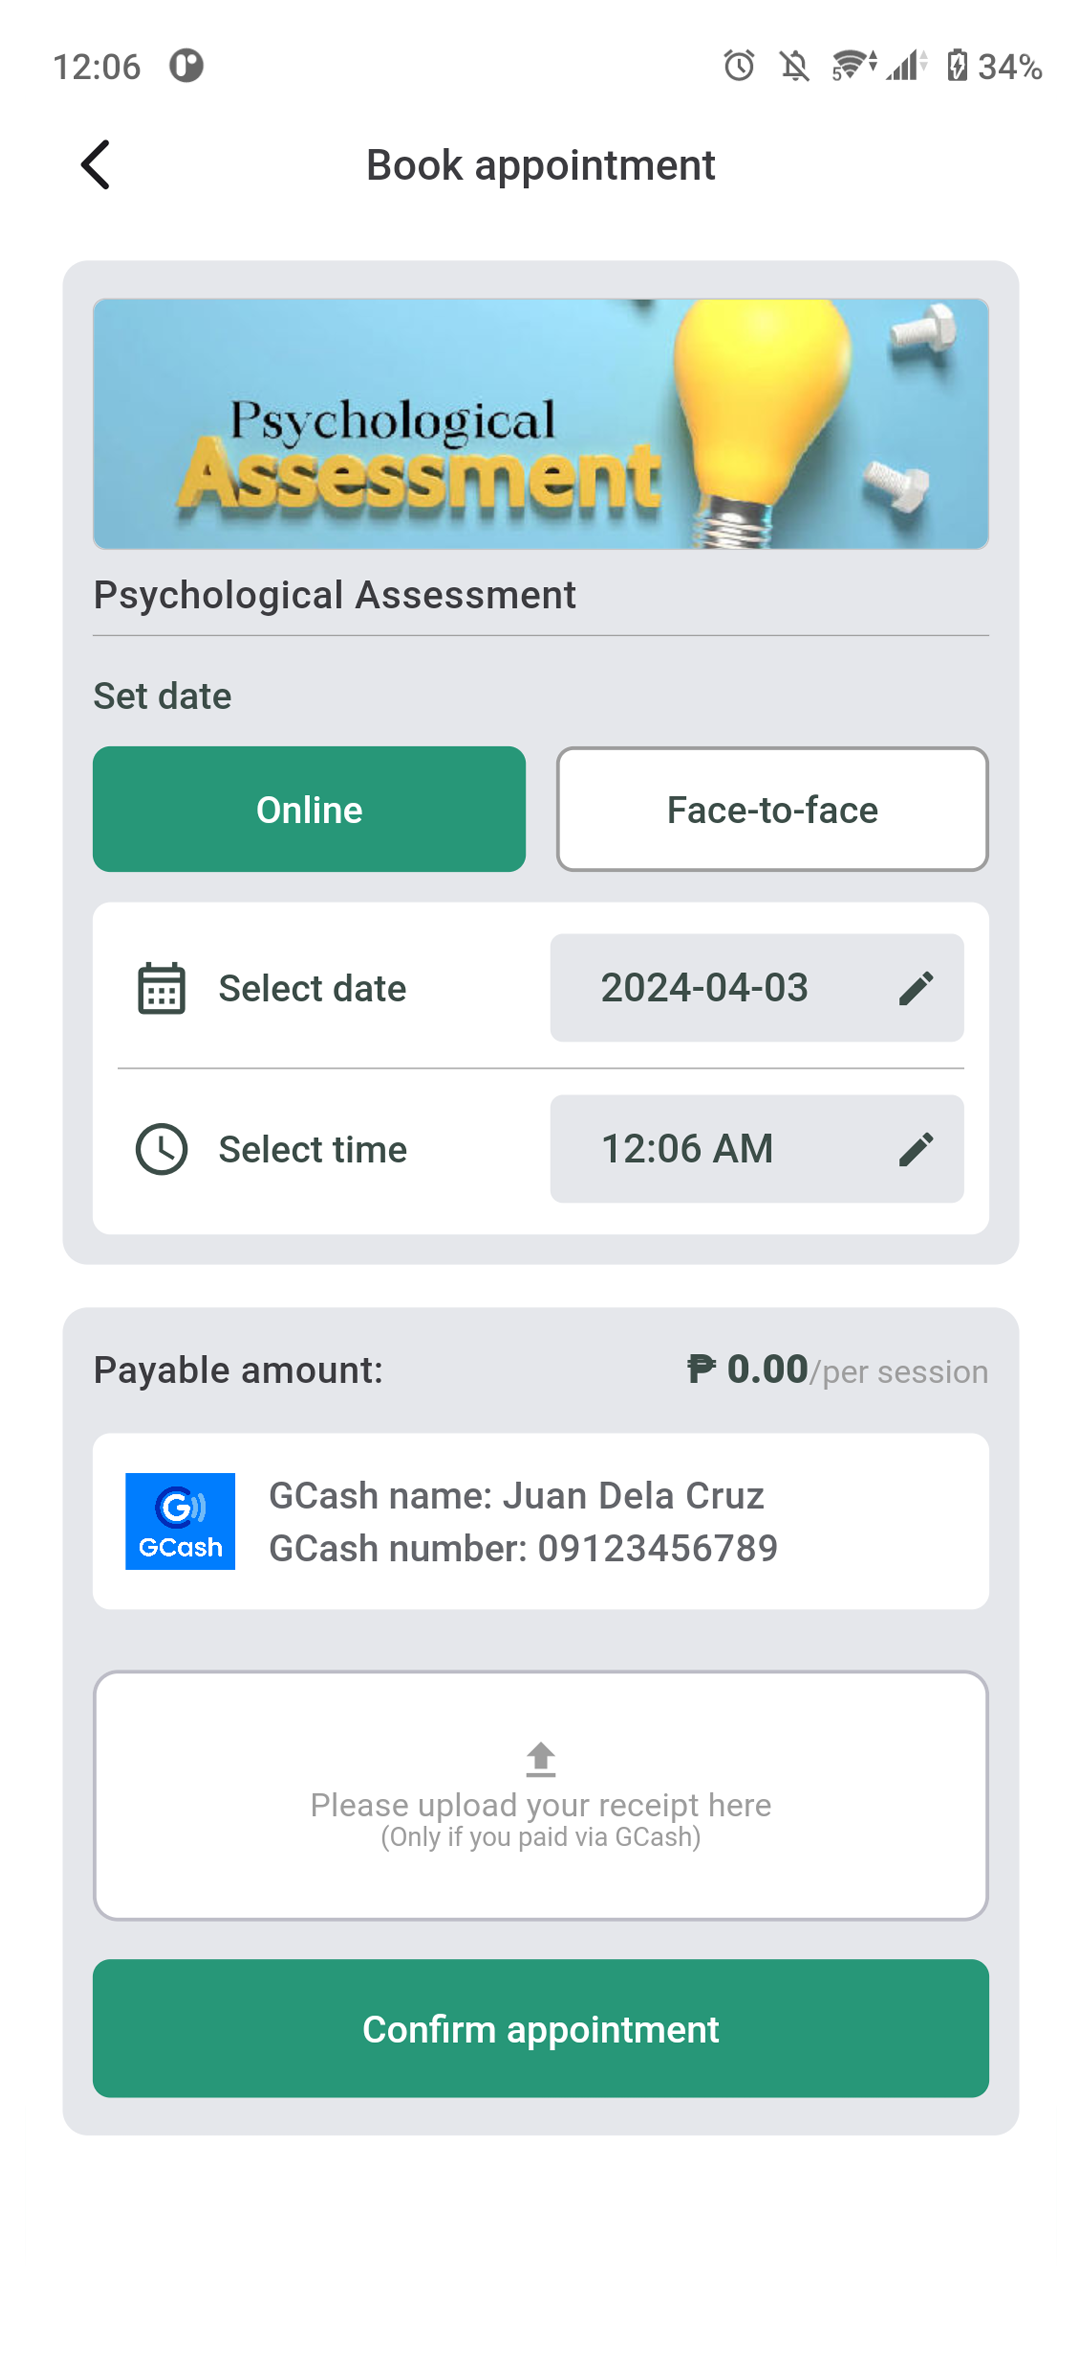 12:06
5
34%
Book appointment
Psychological
Assessment
Psychological Assessment
Set date
Online
Face-to-face
Select date
2024-04-03
Select time
12:06 AM
Payable amount:
₱ 0.00/per session
G
GCash
GCash name: Juan Dela Cruz
GCash number: 09123456789
Please upload your receipt here
(Only if you paid via GCash)
Confirm appointment